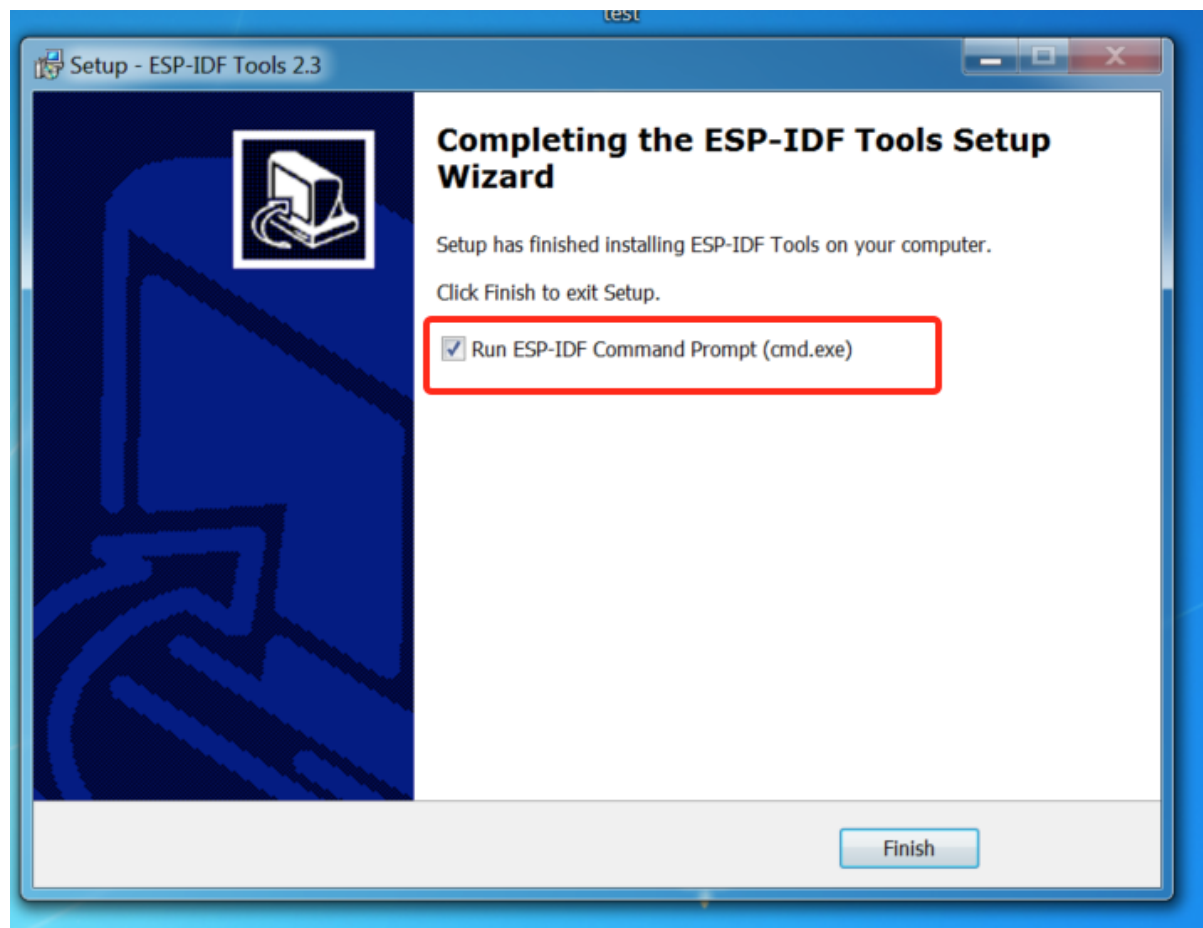 test
Setup - ESP-IDF Tools 2.3
Completing the ESP-IDF Tools Setup
Wizard
Setup has finished installing ESP-IDF Tools on your computer.
Click Finish to exit Setup.
Run ESP-IDF Command Prompt (cmd.exe)
Finish